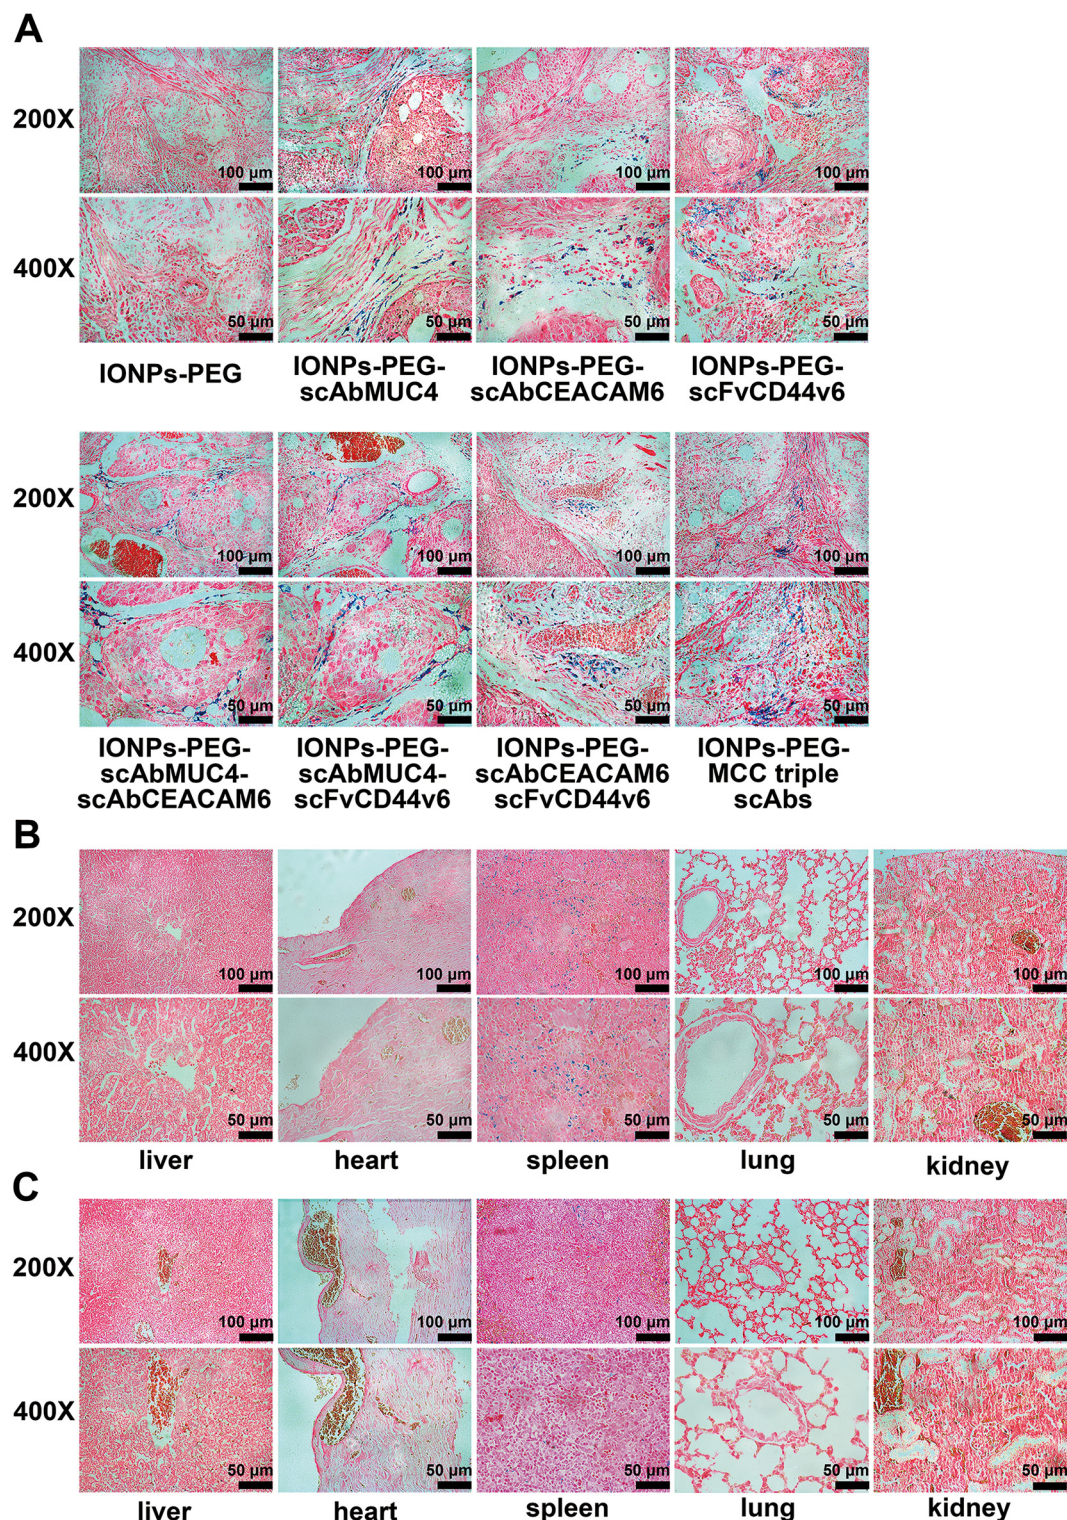 A
200X
100 µm 100 µm 100 µm 100 µm
400X
50 µm 50 µm 50 µm 50 µm
IONPs-PEG
IONPs-PEG-
scAbMUC4
IONPs-PEG-
scAbCEACAM6
IONPs-PEG-
scFvCD44v6
200X
100 µm 100 µm 100 µm 100 µm
400X
50 µm 50 µm 50 µm 50 µm
IONPs-PEG-
scAbMUC4-
scAbCEACAM6
IONPs-PEG-
scAbMUC4-
scFvCD44v6
IONPs-PEG-
scAbCEACAM6
scFvCD44v6
IONPs-PEG-
MCC triple
scAbs
B
200X
100 µm 100 µm 100 µm 100 µm 100 µm
400X
50 µm 50 µm 50 µm 50 µm 50 µm
liver heart spleen lung kidney
C
200X
100 µm 100 µm 100 µm 100 µm 100 µm
400X
50 µm 50 µm 50 µm 50 µm 50 µm
liver heart spleen lung kidney